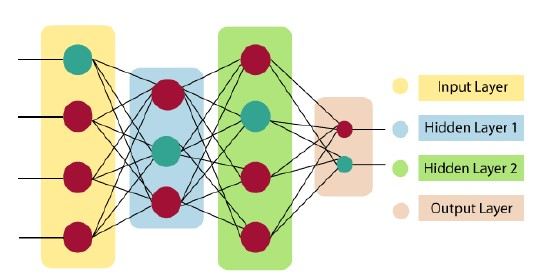 Input Layer
Hidden Layer 1
Hidden Layer 2
Output Layer